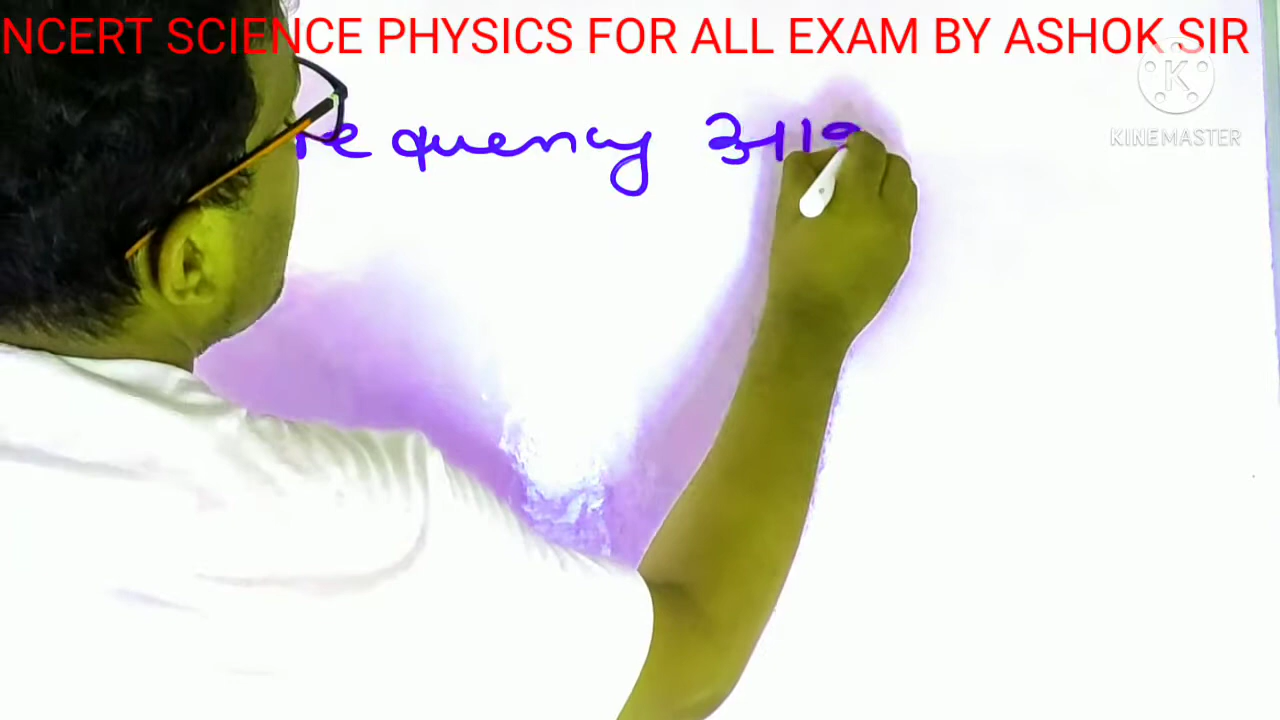 NCERT SCIENCE PHYSICS FOR ALL EXAM BY ASHOK SIR
K
KINEMASTER
requency